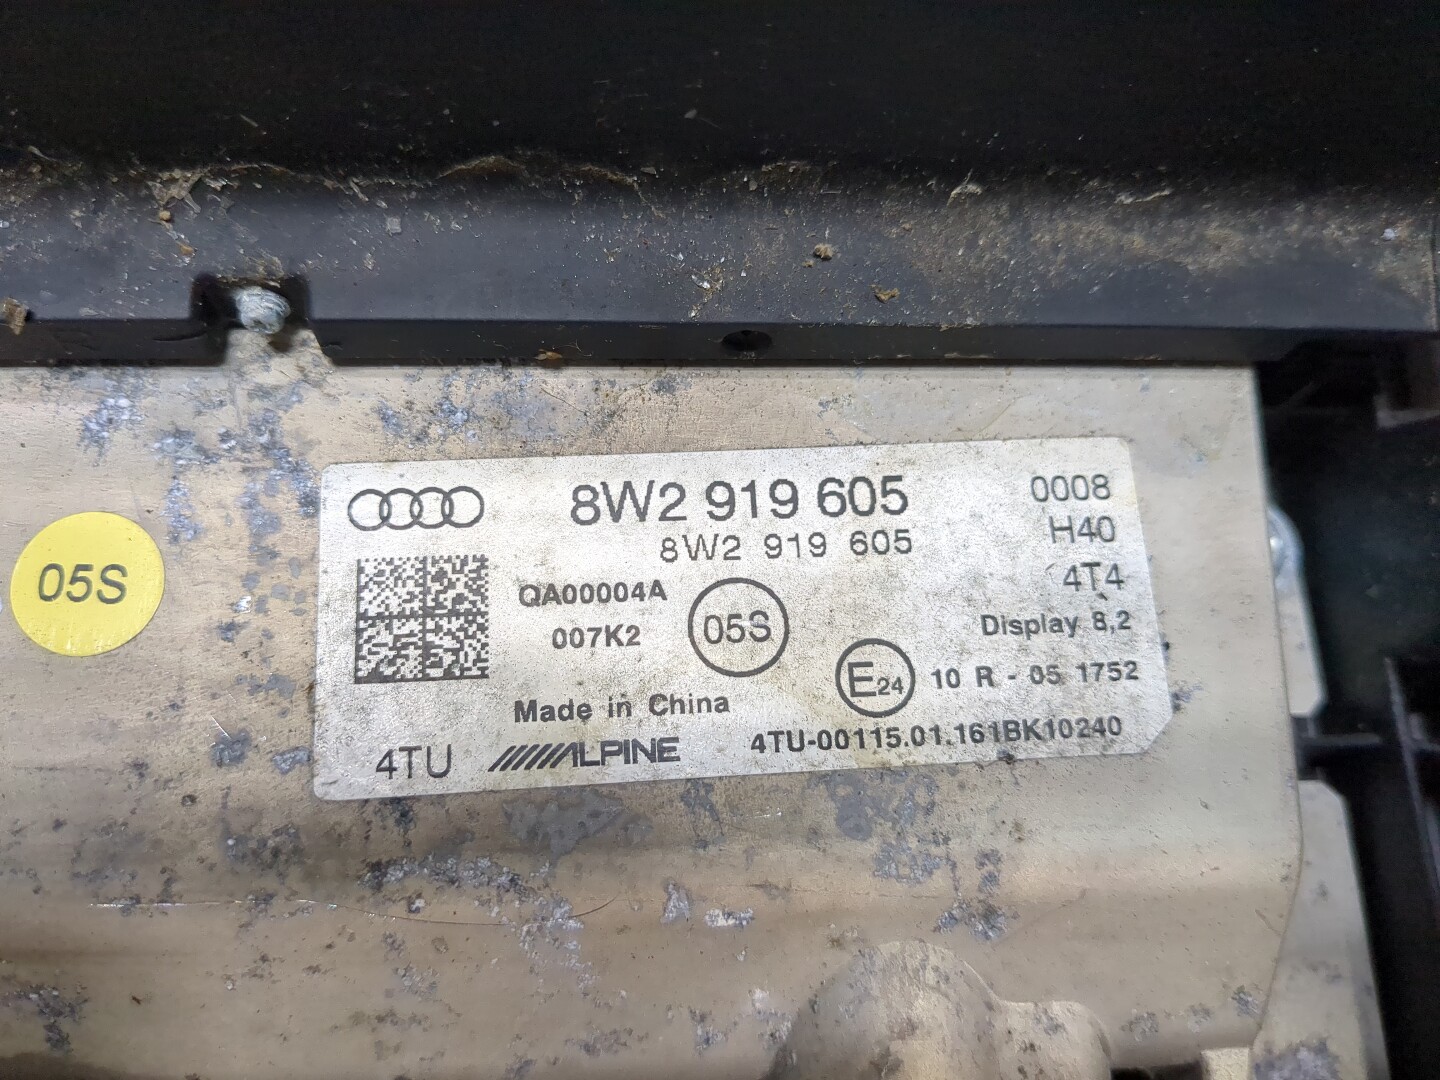 05S
8W2 919 605
8W2 919 605
0008
H40
4T4
QA00004A
007K2
05S
Display 8,2
E24
10 R - 05 1752
Made in China
4TU
ALPINE
4TU-00115.01.161BK10240